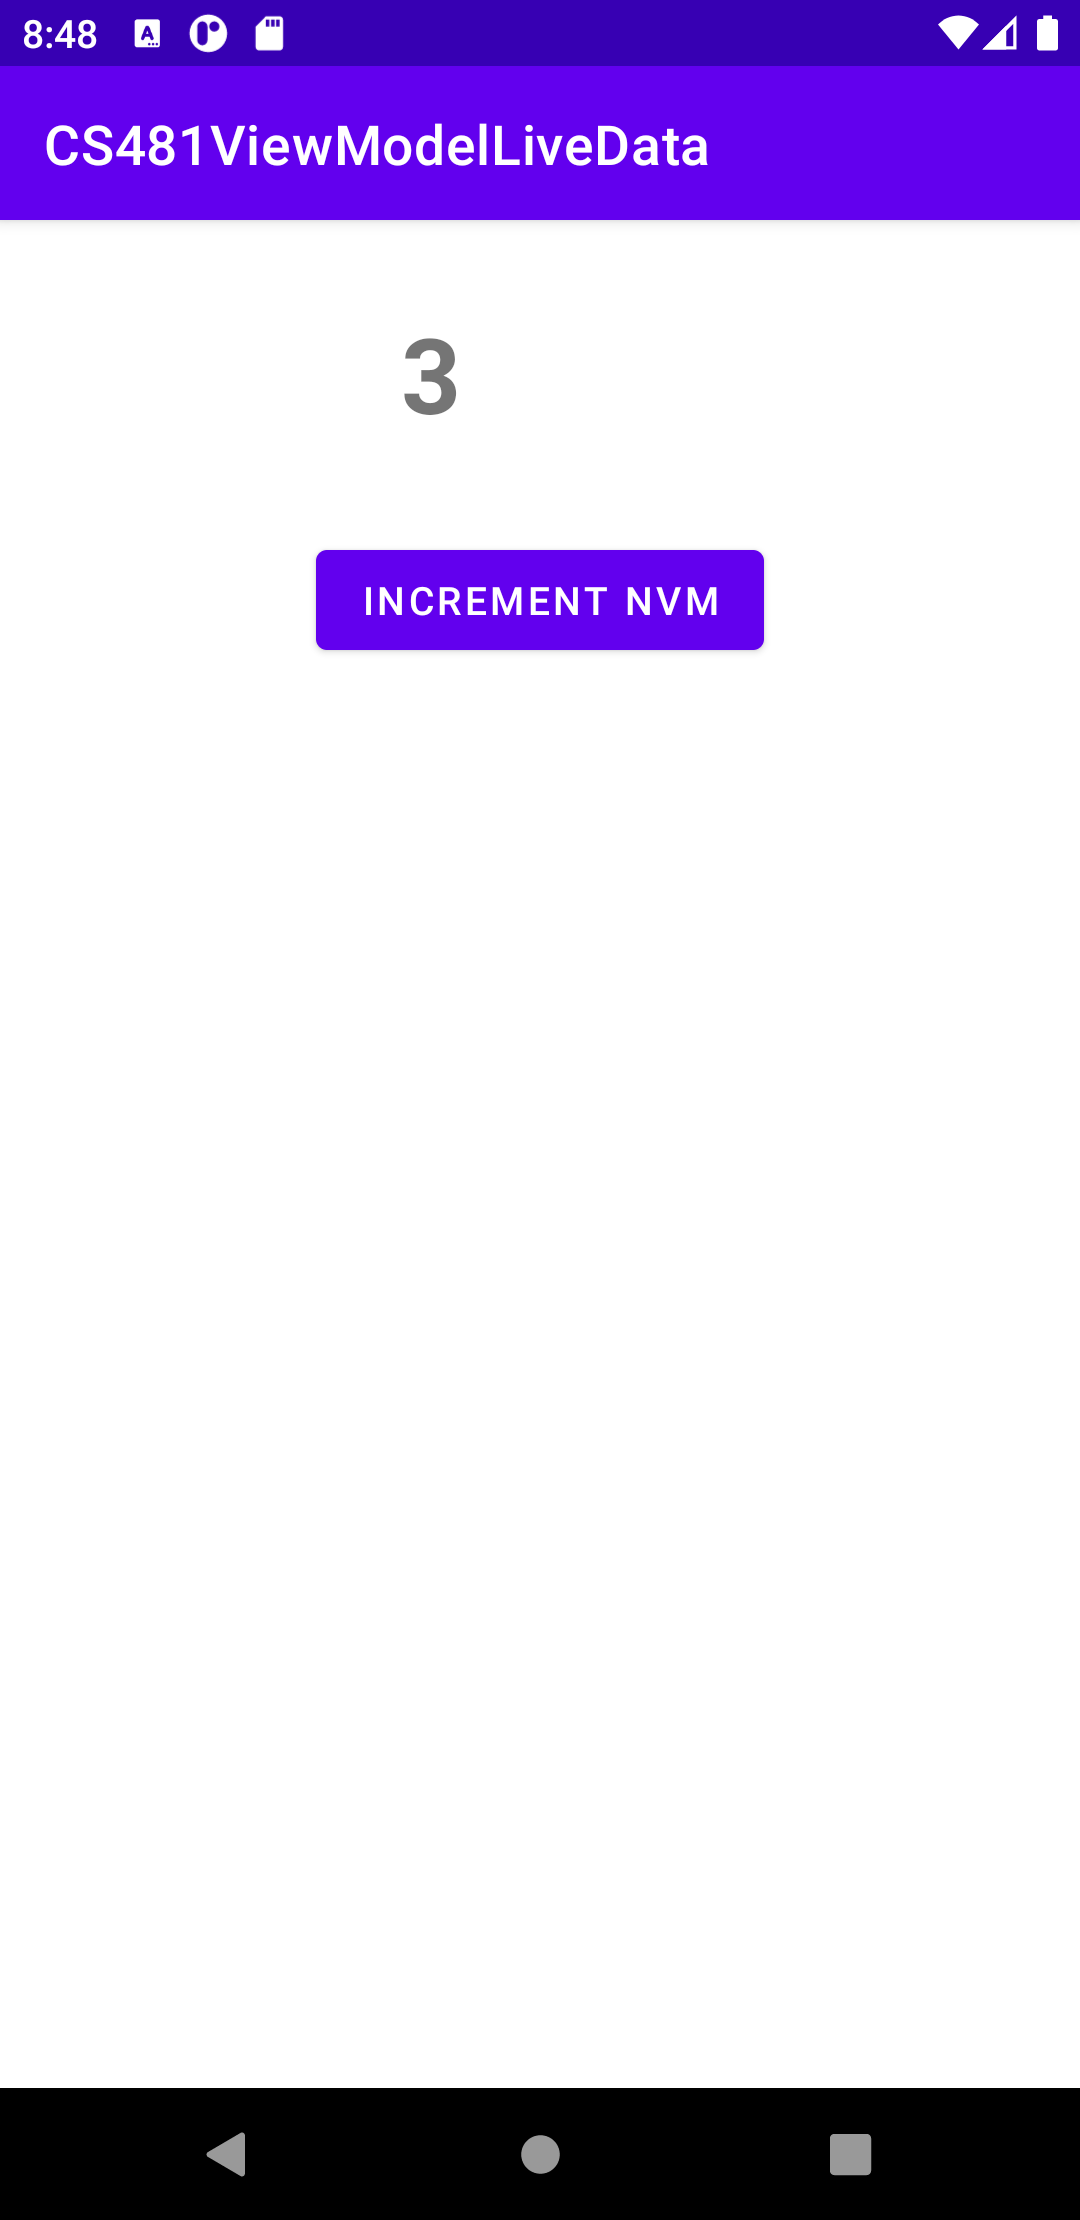 8:48
CS481ViewModelLiveData
3
INCREMENT NVM